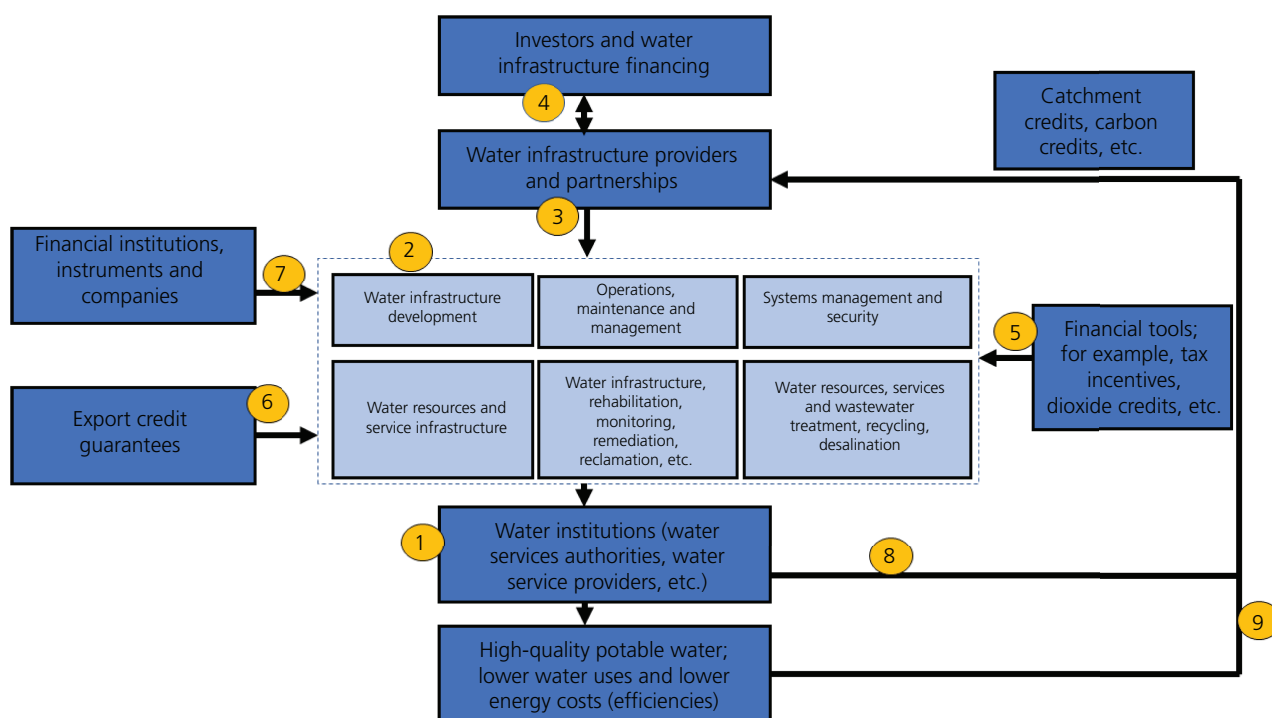 Investors and water
infrastructure financing
4
Catchment
credits, carbon
credits, etc.
Water infrastructure providers
and partnerships
3
Financial institutions,
instruments and
companies
7
2
Water infrastructure
development
Operations,
maintenance and
management
Systems management and
security
5
Financial tools;
for example, tax
incentives,
dioxide credits, etc.
Export credit
guarantees
6
Water resources and
service infrastructure
Water infrastructure,
rehabilitation,
monitoring,
remediation,
reclamation, etc.
Water resources, services
and wastewater
treatment, recycling,
desalination
1
Water institutions (water
services authorities, water
service providers, etc.)
8
9
High-quality potable water;
lower water uses and lower
energy costs (efficiencies)